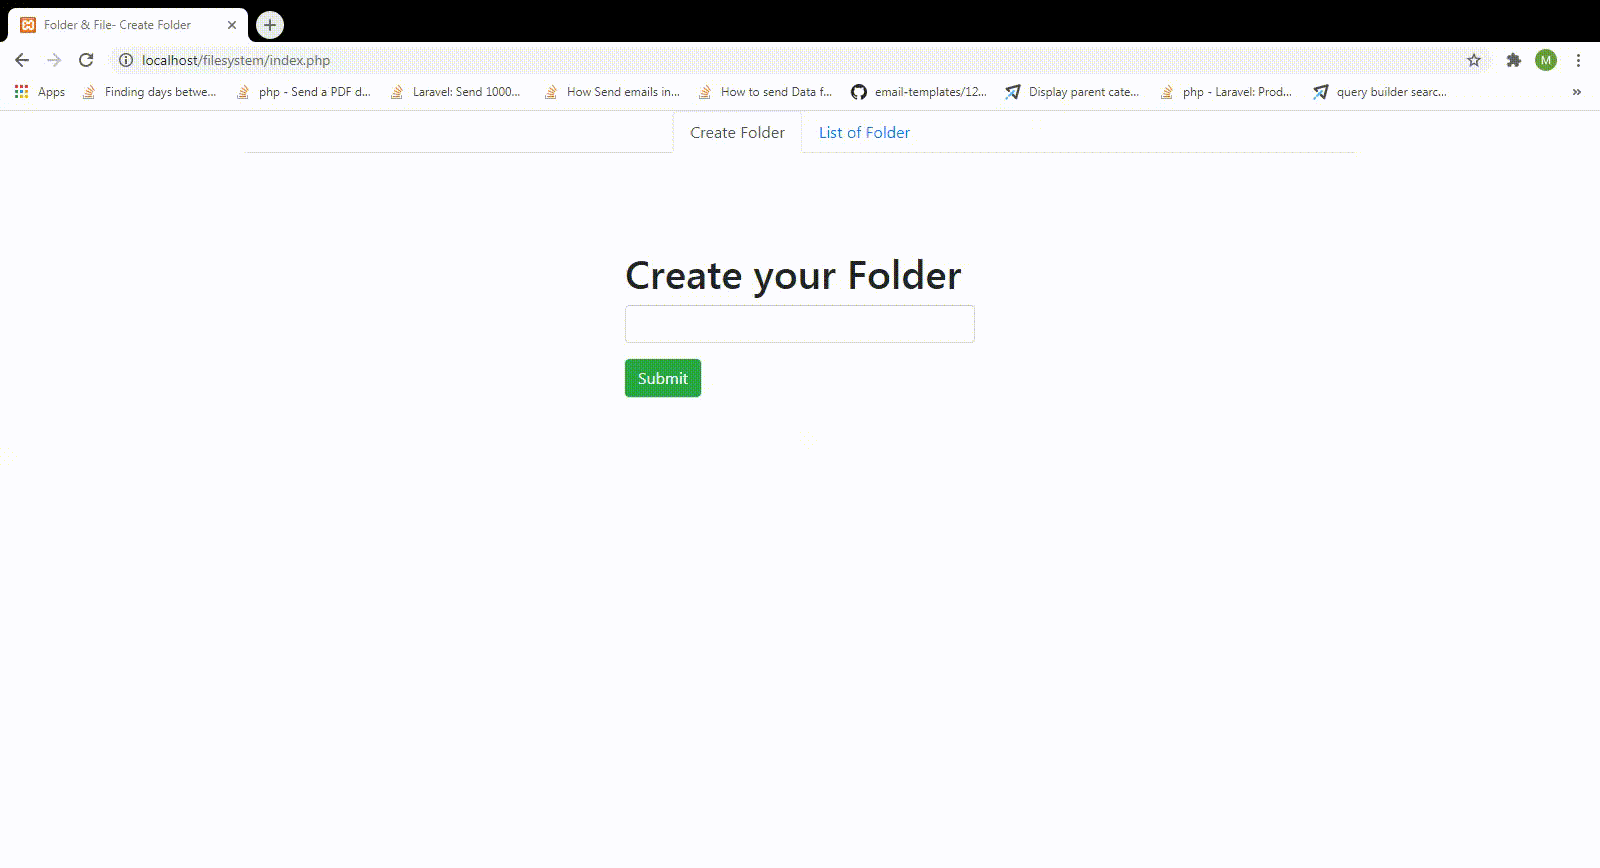 Folder & File- Create Folder
localhost/filesystem/index.php
M
Apps
Finding days betwe...
php - Send a PDF d...
Laravel: Send 1000...
How Send emails in...
How to send Data f...
email-templates/12...
Display parent cate...
php - Laravel: Prod...
query builder searc...
Create Folder
List of Folder
Create your Folder
Submit